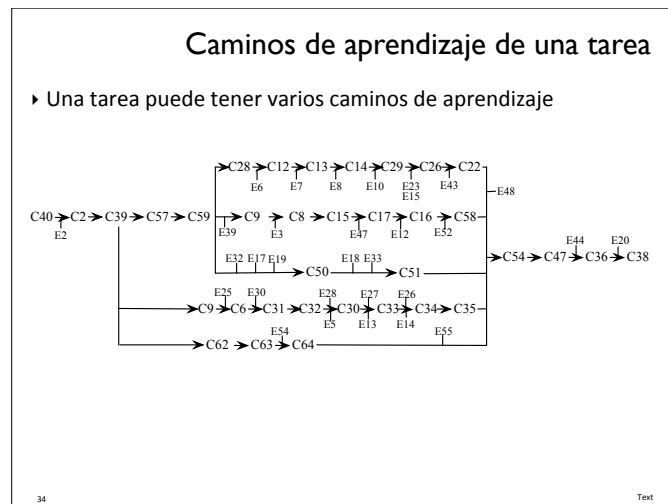 Caminos de aprendizaje de una tarea
Una tarea puede tener varios caminos de aprendizaje
C28 C12 C13 C14 C29 C26 C22
E6 E7 E8 E10 E23 E43
E15
E48
C40 C2 C39 C57 C59 C9 C8 C15 C17 C16 C58
E2 E39 E3 E47 E12 E52
E44 E20
C54 C47 C36 C38
E32 E17 E19 E18 E33
C50 C51
E25 E30 E28 E27 E26
C9 C6 C31 C32 C30 C33 C34 C35
E5 E13 E14
E54 E55
C62 C63 C64
34
Text